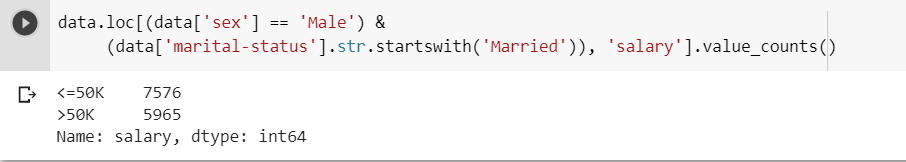 data.loc[(data['sex'] == 'Male') &
(data['marital-status'].str.startswith('Married')), 'salary'].value_counts()
<=50K    7576
>50K     5965
Name: salary, dtype: int64